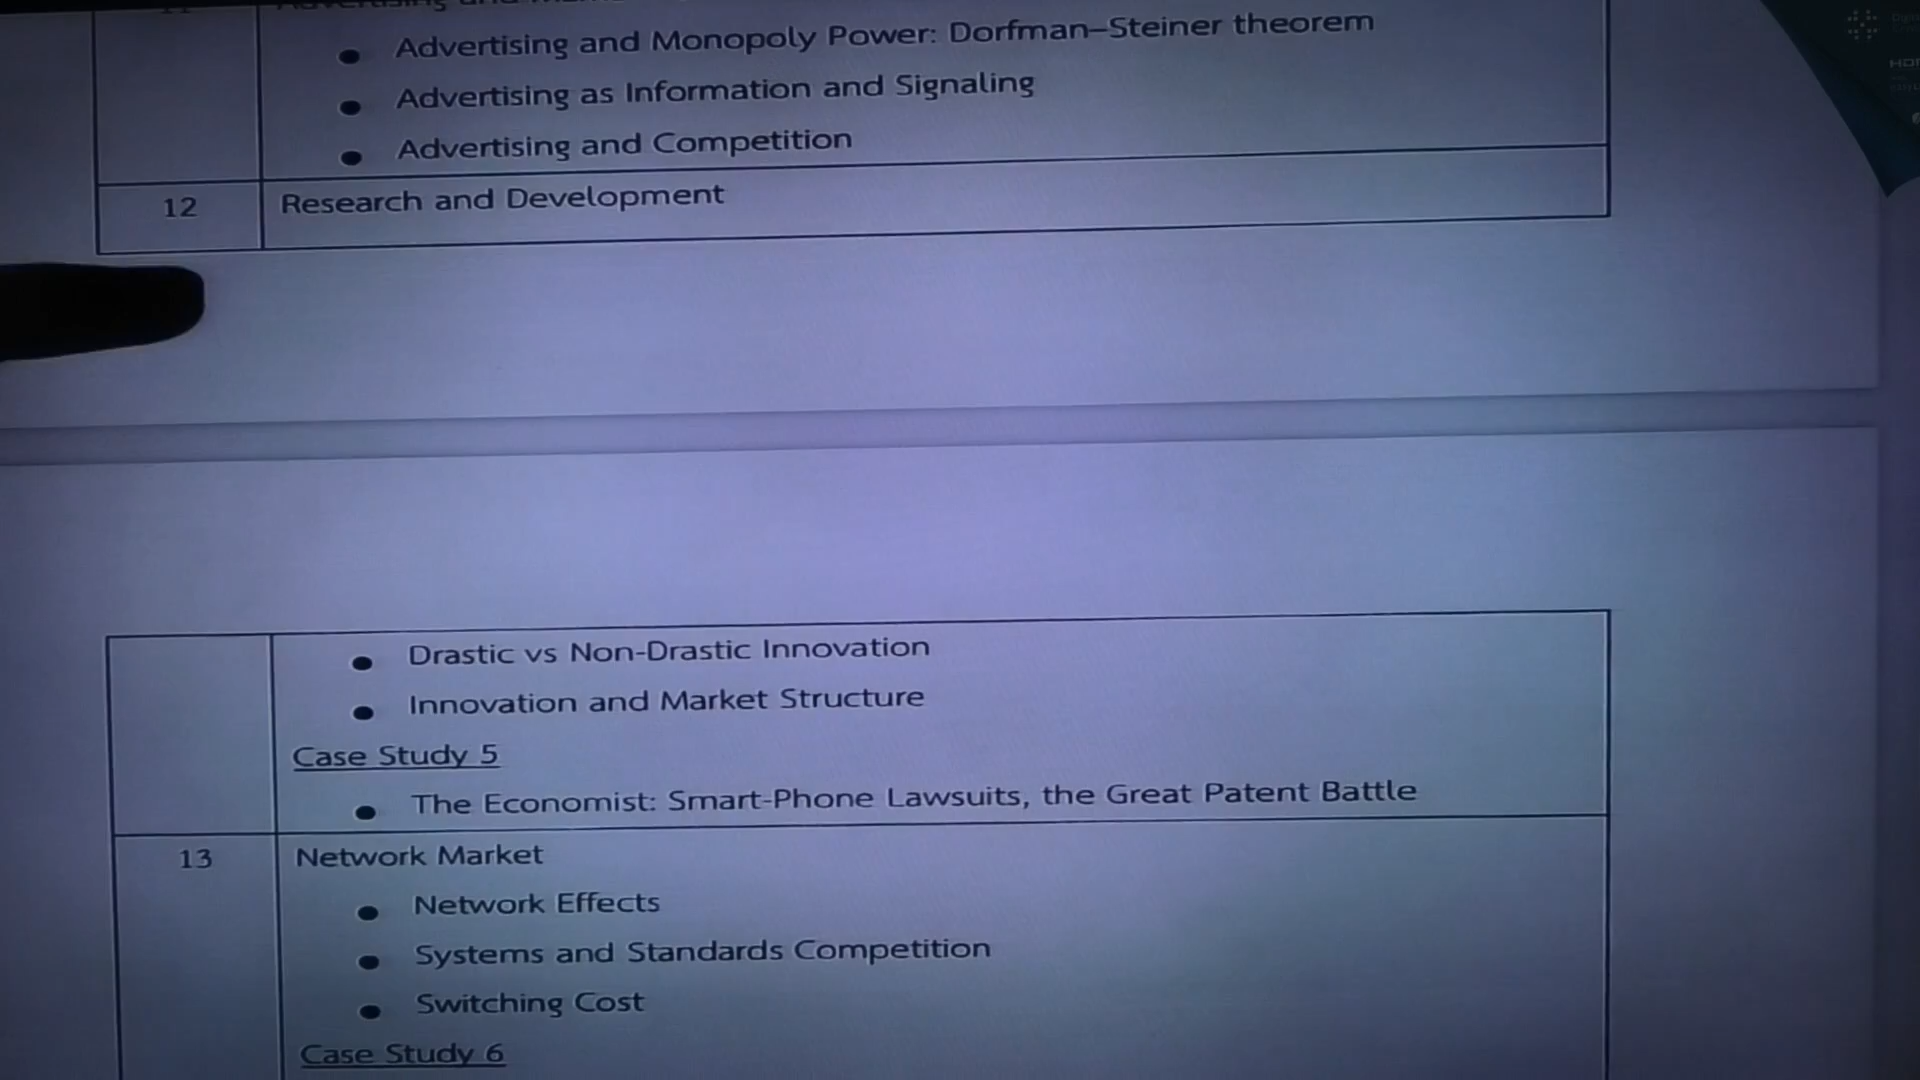 Advertising and
Advertising and Monopoly Power: Dorfman–Steiner theorem
Advertising as Information and Signaling
Advertising and Competition
12
Research and Development
Drastic vs Non-Drastic Innovation
Innovation and Market Structure
Case Study 5
The Economist: Smart-Phone Lawsuits, the Great Patent Battle
13
Network Market
Network Effects
Systems and Standards Competition
Switching Cost
Case Study 6